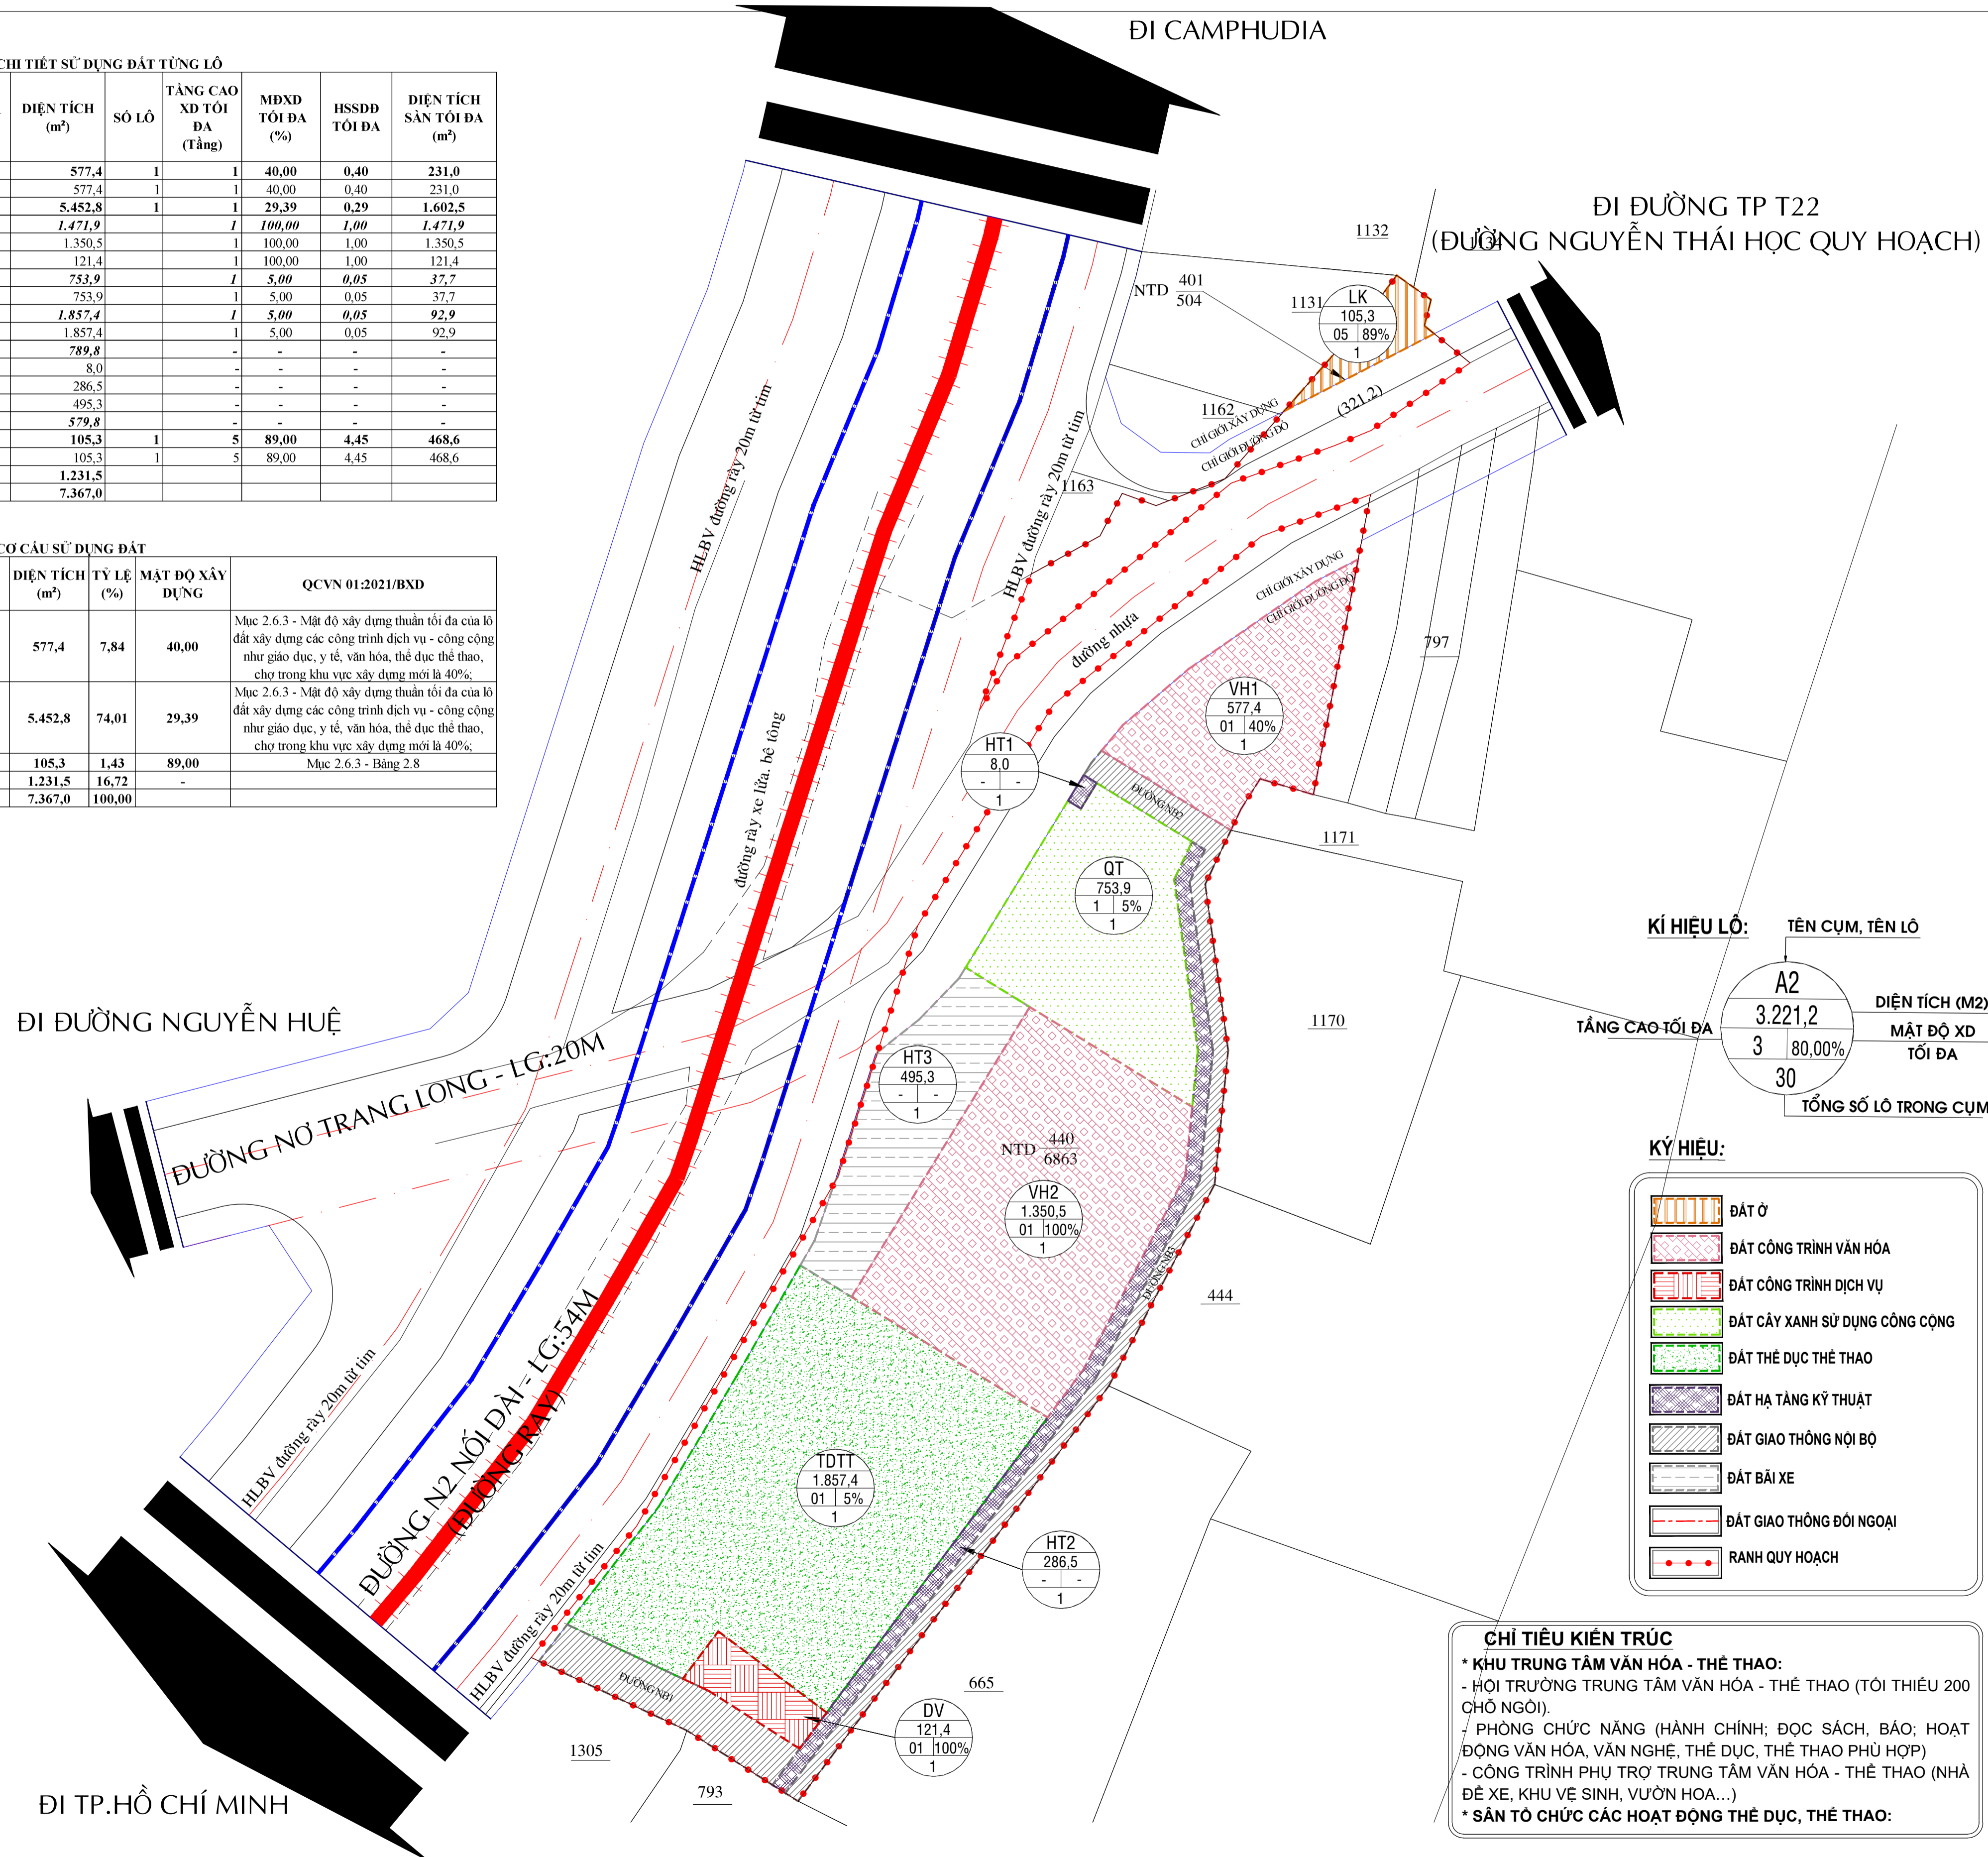 ĐI CAMPHUDIA
CHI TIẾT SỬ DỤNG ĐẤT TỪNG LÔ
DIỆN TÍCH (m²) | SỐ LÔ | TẦNG CAO XD TỐI ĐA (Tầng) | MĐXD TỐI ĐA (%) | HSSDĐ TỐI ĐA | DIỆN TÍCH SÀN TỐI ĐA (m²)
577,4 | 1 | 1 | 40,00 | 0,40 | 231,0
577,4 | 1 | 1 | 40,00 | 0,40 | 231,0
5.452,8 | 1 | 1 | 29,39 | 0,29 | 1.602,5
1.471,9 | 1 | 100,00 | 1,00 | 1.471,9
1.350,5 | 1 | 100,00 | 1,00 | 1.350,5
121,4 | 1 | 100,00 | 1,00 | 121,4
753,9 | 1 | 5,00 | 0,05 | 37,7
753,9 | 1 | 5,00 | 0,05 | 37,7
1.857,4 | 1 | 5,00 | 0,05 | 92,9
1.857,4 | 1 | 5,00 | 0,05 | 92,9
789,8 | - | - | - | -
8,0 | - | - | - | -
286,5 | - | - | - | -
495,3 | - | - | - | -
579,8 | - | - | - | -
105,3 | 1 | 5 | 89,00 | 4,45 | 468,6
105,3 | 1 | 5 | 89,00 | 4,45 | 468,6
1.231,5
7.367,0
CƠ CẤU SỬ DỤNG ĐẤT
DIỆN TÍCH (m²) | TỶ LỆ (%) | MẬT ĐỘ XÂY DỰNG | QCVN 01:2021/BXD
577,4 | 7,84 | 40,00
Mục 2.6.3 - Mật độ xây dựng thuần tối đa của lô
đất xây dựng các công trình dịch vụ - công cộng
như giáo dục, y tế, văn hóa, thể dục thể thao,
chợ trong khu vực xây dựng mới là 40%;
5.452,8 | 74,01 | 29,39
Mục 2.6.3 - Mật độ xây dựng thuần tối đa của lô
đất xây dựng các công trình dịch vụ - công cộng
như giáo dục, y tế, văn hóa, thể dục thể thao,
chợ trong khu vực xây dựng mới là 40%;
105,3 | 1,43 | 89,00 | Mục 2.6.3 - Bảng 2.8
1.231,5 | 16,72 | -
7.367,0 | 100,00
ĐI ĐƯỜNG TP T22
(ĐƯỜNG NGUYỄN THÁI HỌC QUY HOẠCH)
1132
1134
NTD 401
504
1131
LK
105,3
05 89%
1
(321.2)
1162
CHỈ GIỚI XÂY DỰNG
CHỈ GIỚI ĐƯỜNG ĐỎ
1163
HLBV đường rày 20m từ tim
HLBV đường rày 20m từ tim
đường nhựa
CHỈ GIỚI XÂY DỰNG
CHỈ GIỚI ĐƯỜNG ĐỎ
797
VH1
577,4
01 40%
1
HT1
8,0
- -
1
ĐƯỜNG NB2
đường rày xe lửa. bê tông
1171
QT
753,9
1 5%
1
1170
ĐI ĐƯỜNG NGUYỄN HUỆ
ĐƯỜNG NƠ TRANG LONG - LG:20M
HT3
495,3
- -
1
NTD 440
6863
VH2
1.350,5
01 100%
1
ĐƯỜNG NB3
444
ĐƯỜNG N2 NỐI DÀI - LG:54M
(ĐƯỜNG RAY)
HLBV đường rày 20m từ tim
HLBV đường rày 20m từ tim
TDTT
1.857,4
01 5%
1
HT2
286,5
- -
1
ĐƯỜNG NB1
665
DV
121,4
01 100%
1
1305
793
ĐI TP.HỒ CHÍ MINH
KÍ HIỆU LÔ:
TÊN CỤM, TÊN LÔ
A2
3.221,2
3 80,00%
30
DIỆN TÍCH (M2)
TẦNG CAO TỐI ĐA
MẬT ĐỘ XD
TỐI ĐA
TỔNG SỐ LÔ TRONG CỤM
KÝ HIỆU:
ĐẤT Ở
ĐẤT CÔNG TRÌNH VĂN HÓA
ĐẤT CÔNG TRÌNH DỊCH VỤ
ĐẤT CÂY XANH SỬ DỤNG CÔNG CỘNG
ĐẤT THỂ DỤC THỂ THAO
ĐẤT HẠ TẦNG KỸ THUẬT
ĐẤT GIAO THÔNG NỘI BỘ
ĐẤT BÃI XE
ĐẤT GIAO THÔNG ĐỐI NGOẠI
RANH QUY HOẠCH
CHỈ TIÊU KIẾN TRÚC
* KHU TRUNG TÂM VĂN HÓA - THỂ THAO:
- HỘI TRƯỜNG TRUNG TÂM VĂN HÓA - THỂ THAO (TỐI THIỂU 200
CHỖ NGỒI).
- PHÒNG CHỨC NĂNG (HÀNH CHÍNH; ĐỌC SÁCH, BÁO; HOẠT
ĐỘNG VĂN HÓA, VĂN NGHỆ, THỂ DỤC, THỂ THAO PHÙ HỢP)
- CÔNG TRÌNH PHỤ TRỢ TRUNG TÂM VĂN HÓA - THỂ THAO (NHÀ
ĐỂ XE, KHU VỆ SINH, VƯỜN HOA...)
* SÂN TỔ CHỨC CÁC HOẠT ĐỘNG THỂ DỤC, THỂ THAO: